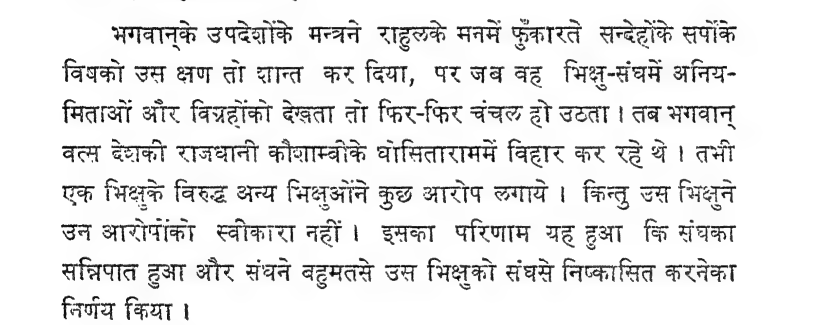 भगवान्‌के उपदेशोंके मन्त्रने राहुलके मनमें फुँकारते सन्देहोंके सर्पोंके
विषको उस क्षण तो शान्त कर दिया, पर जब वह भिक्षु-संघमें अनिय-
मिताओं और विग्रहोंको देखता तो फिर-फिर चंचल हो उठता । तब भगवान्
वत्स देशकी राजधानी कौशाम्बीके घोसिताराममें विहार कर रहे थे । तभी
एक भिक्षुके विरुद्ध अन्य भिक्षुओंने कुछ आरोप लगाये । किन्तु उस भिक्षुने
उन आरोपोंको स्वीकारा नहीं । इसका परिणाम यह हुआ कि संघका
सन्निपात हुआ और संघने बहुमतसे उस भिक्षुको संघसे निष्कासित करनेका
निर्णय किया ।